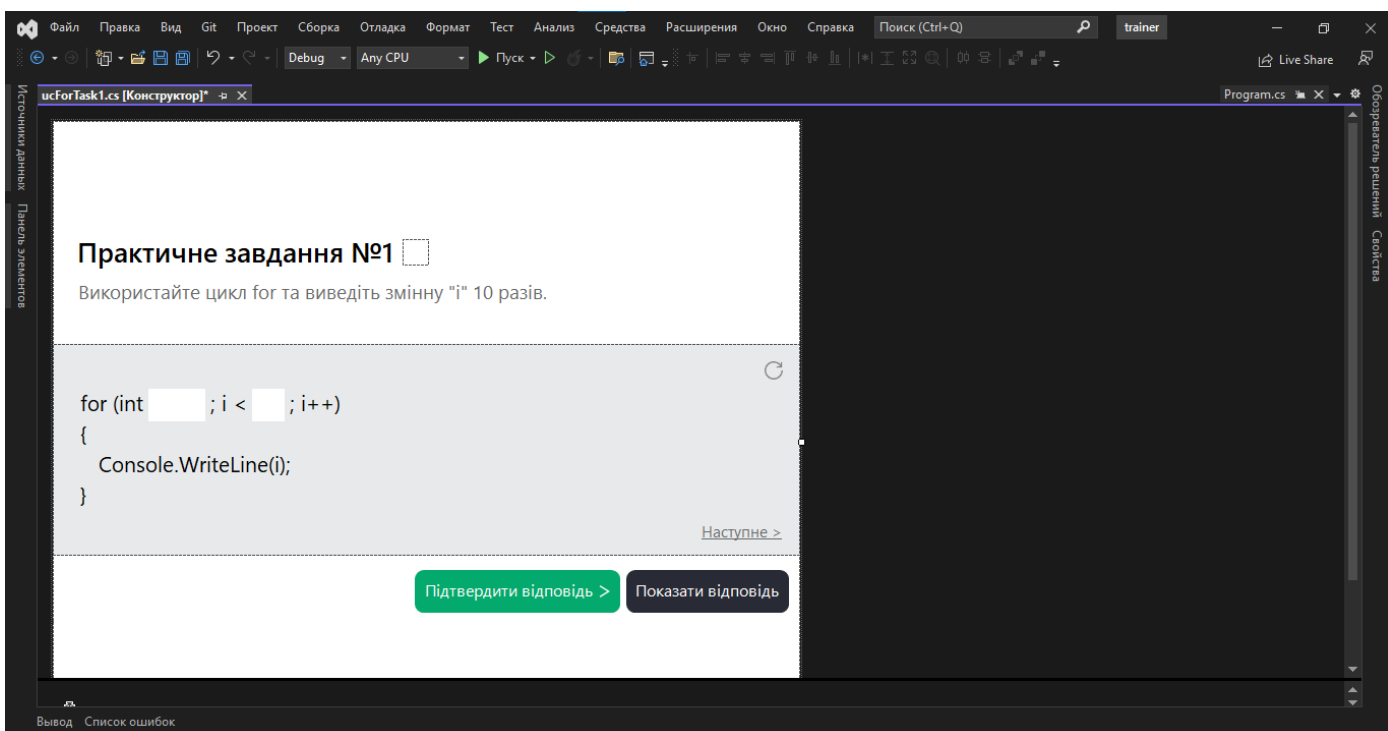 Файл Правка Вид Git Проект Сборка Отладка Формат Тест Анализ Средства Расширения Окно Справка Поиск (Ctrl+Q) trainer
Debug Any CPU Пуск Live Share
ucForTask1.cs [Конструктор]* Program.cs
Источники данных
Панель элементов
Обозреватель решений
Свойства
Практичне завдання №1
Використайте цикл for та виведіть змінну "і" 10 разів.
for (int ; i < ; i++)
{
Console.WriteLine(i);
}
Наступне >
Підтвердити відповідь > Показати відповідь
Вывод Список ошибок